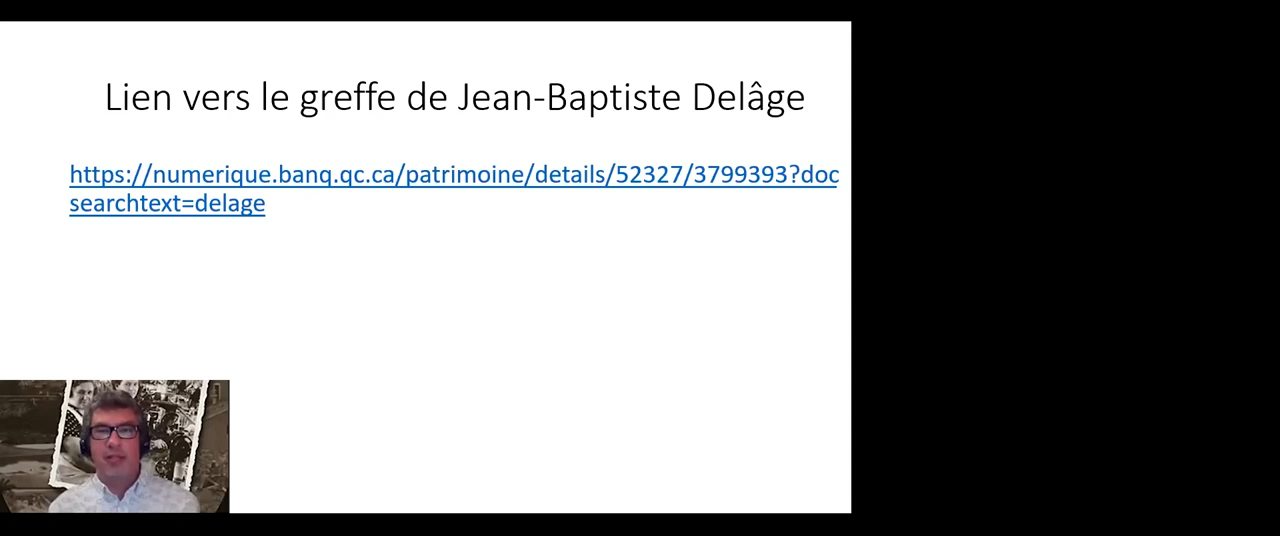 Lien vers le greffe de Jean-Baptiste Delâge
https://numerique.banq.qc.ca/patrimoine/details/52327/3799393?doc
searchtext=delage